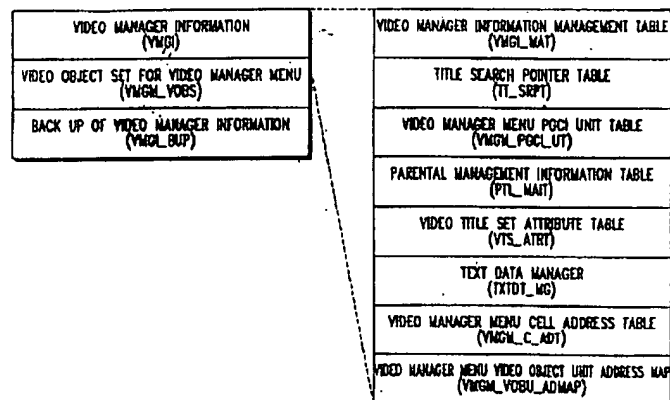 VIDEO MANAGER INFORMATION
(VMGI)
VIDEO OBJECT SET FOR VIDEO MANAGER MENU
(VMGM_VOBS)
BACK UP OF VIDEO MANAGER INFORMATION
(VMGI_BUP)
VIDEO MANAGER INFORMATION MANAGEMENT TABLE
(VMGI_MAT)
TITLE SEARCH POINTER TABLE
(TT_SRPT)
VIDEO MANAGER MENU PGCI UNIT TABLE
(VMGM_PGCI_UT)
PARENTAL MANAGEMENT INFORMATION TABLE
(PTL_MAIT)
VIDEO TITLE SET ATTRIBUTE TABLE
(VTS_ATRT)
TEXT DATA MANAGER
(TXTDT_MG)
VIDEO MANAGER MENU CELL ADDRESS TABLE
(VMGM_C_ADT)
VIDEO MANAGER MENU VIDEO OBJECT UNIT ADDRESS MAP
(VMGM_VOBU_ADMAP)